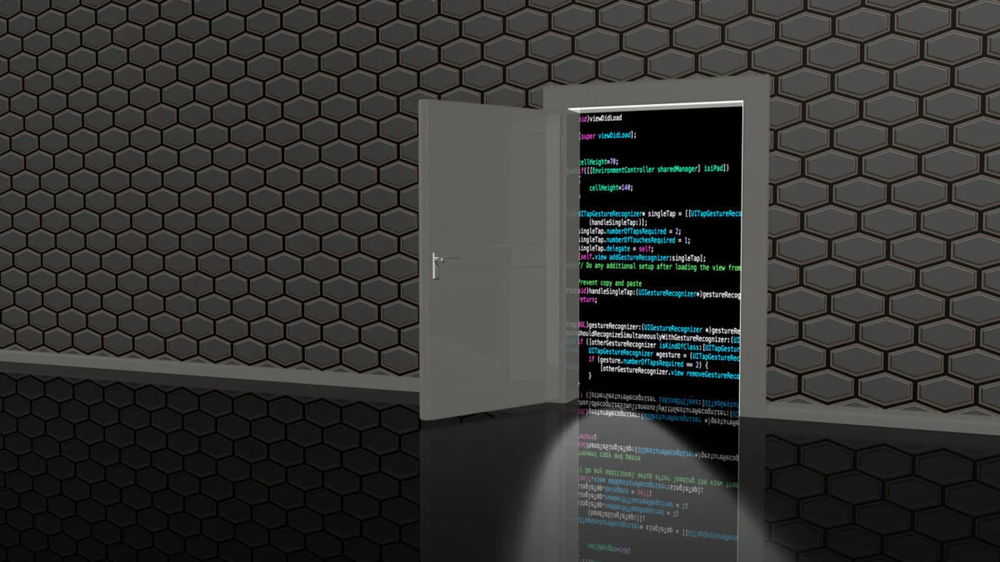 id)viewDidLoad
[super viewDidLoad];
cellHeight=70;
if([[EnvironmentController sharedManager] isiPad])
{
cellHeight=140;
}
UITapGestureRecognizer* singleTap = [[UITapGestureReco
(handleSingleTap:)];
singleTap.numberOfTapsRequired = 2;
singleTap.numberOfTouchesRequired = 1;
singleTap.delegate = self;
[self.view addGestureRecognizer:singleTap];
// Do any additional setup after loading the view from
Prevent copy and paste
id)handleSingleTap:(UIGestureRecognizer*)gestureRecog
return;
OOL)gestureRecognizer:(UIGestureRecognizer *)gestureRe
shouldRecognizeSimultaneouslyWithGestureRecognizer:(UI
if ([otherGestureRecognizer isKindOfClass:[UITapGestur
UITapGestureRecognizer *gesture = (UITapGestureRec
if (gesture.numberOfTapsRequired == 2) {
[otherGestureRecognizer.view removeGestureReco
}